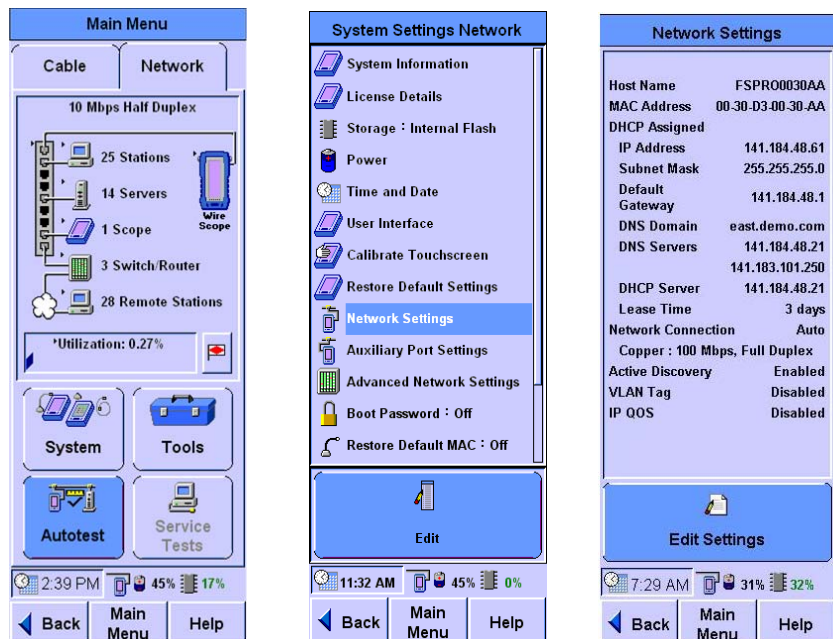 Main Menu
Cable Network
10 Mbps Half Duplex
25 Stations
14 Servers
Wire
Scope
1 Scope
3 Switch/Router
28 Remote Stations
Utilization: 0.27%
System Tools
Autotest Service
Tests
2:39 PM 45% 17%
Back Main
Menu Help
System Settings Network
System Information
License Details
Storage : Internal Flash
Power
Time and Date
User Interface
Calibrate Touchscreen
Restore Default Settings
Network Settings
Auxiliary Port Settings
Advanced Network Settings
Boot Password : Off
Restore Default MAC : Off
Edit
11:32 AM 45% 0%
Back Main
Menu Help
Network Settings
Host Name FSPRO0030AA
MAC Address 00-30-D3-00-30-AA
DHCP Assigned
IP Address 141.184.48.61
Subnet Mask 255.255.255.0
Default
Gateway 141.184.48.1
DNS Domain east.demo.com
DNS Servers 141.184.48.21
141.183.101.250
DHCP Server 141.184.48.21
Lease Time 3 days
Network Connection Auto
Copper : 100 Mbps, Full Duplex
Active Discovery Enabled
VLAN Tag Disabled
IP QOS Disabled
Edit Settings
7:29 AM 31% 32%
Back Main
Menu Help